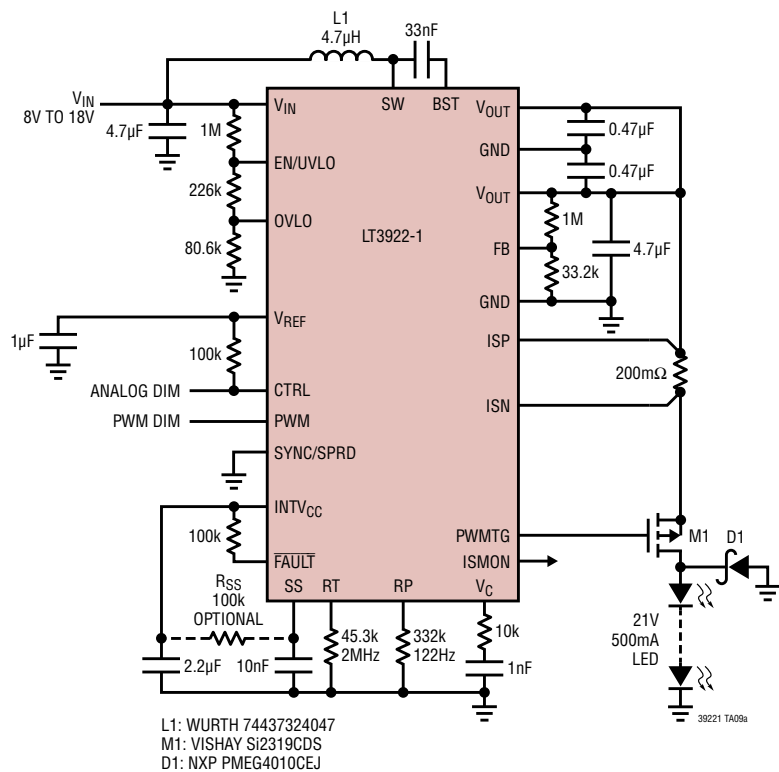 L1
4.7µH
33nF
VIN
8V TO 18V
4.7µF
1M
226k
80.6k
VIN
SW
BST
VOUT
0.47µF
GND
0.47µF
EN/UVLO
OVLO
LT3922-1
VOUT
1M
FB
33.2k
4.7µF
GND
1µF
VREF
100k
ANALOG DIM
CTRL
PWM DIM
PWM
SYNC/SPRD
ISP
200mΩ
ISN
INTVCC
100k
FAULT
PWMTG
M1
D1
ISMON
SS
RT
RP
VC
RSS
100k
OPTIONAL
45.3k
2MHz
332k
122Hz
10k
1nF
2.2µF
10nF
21V
500mA
LED
39221 TA09a
L1: WURTH 74437324047
M1: VISHAY Si2319CDS
D1: NXP PMEG4010CEJ